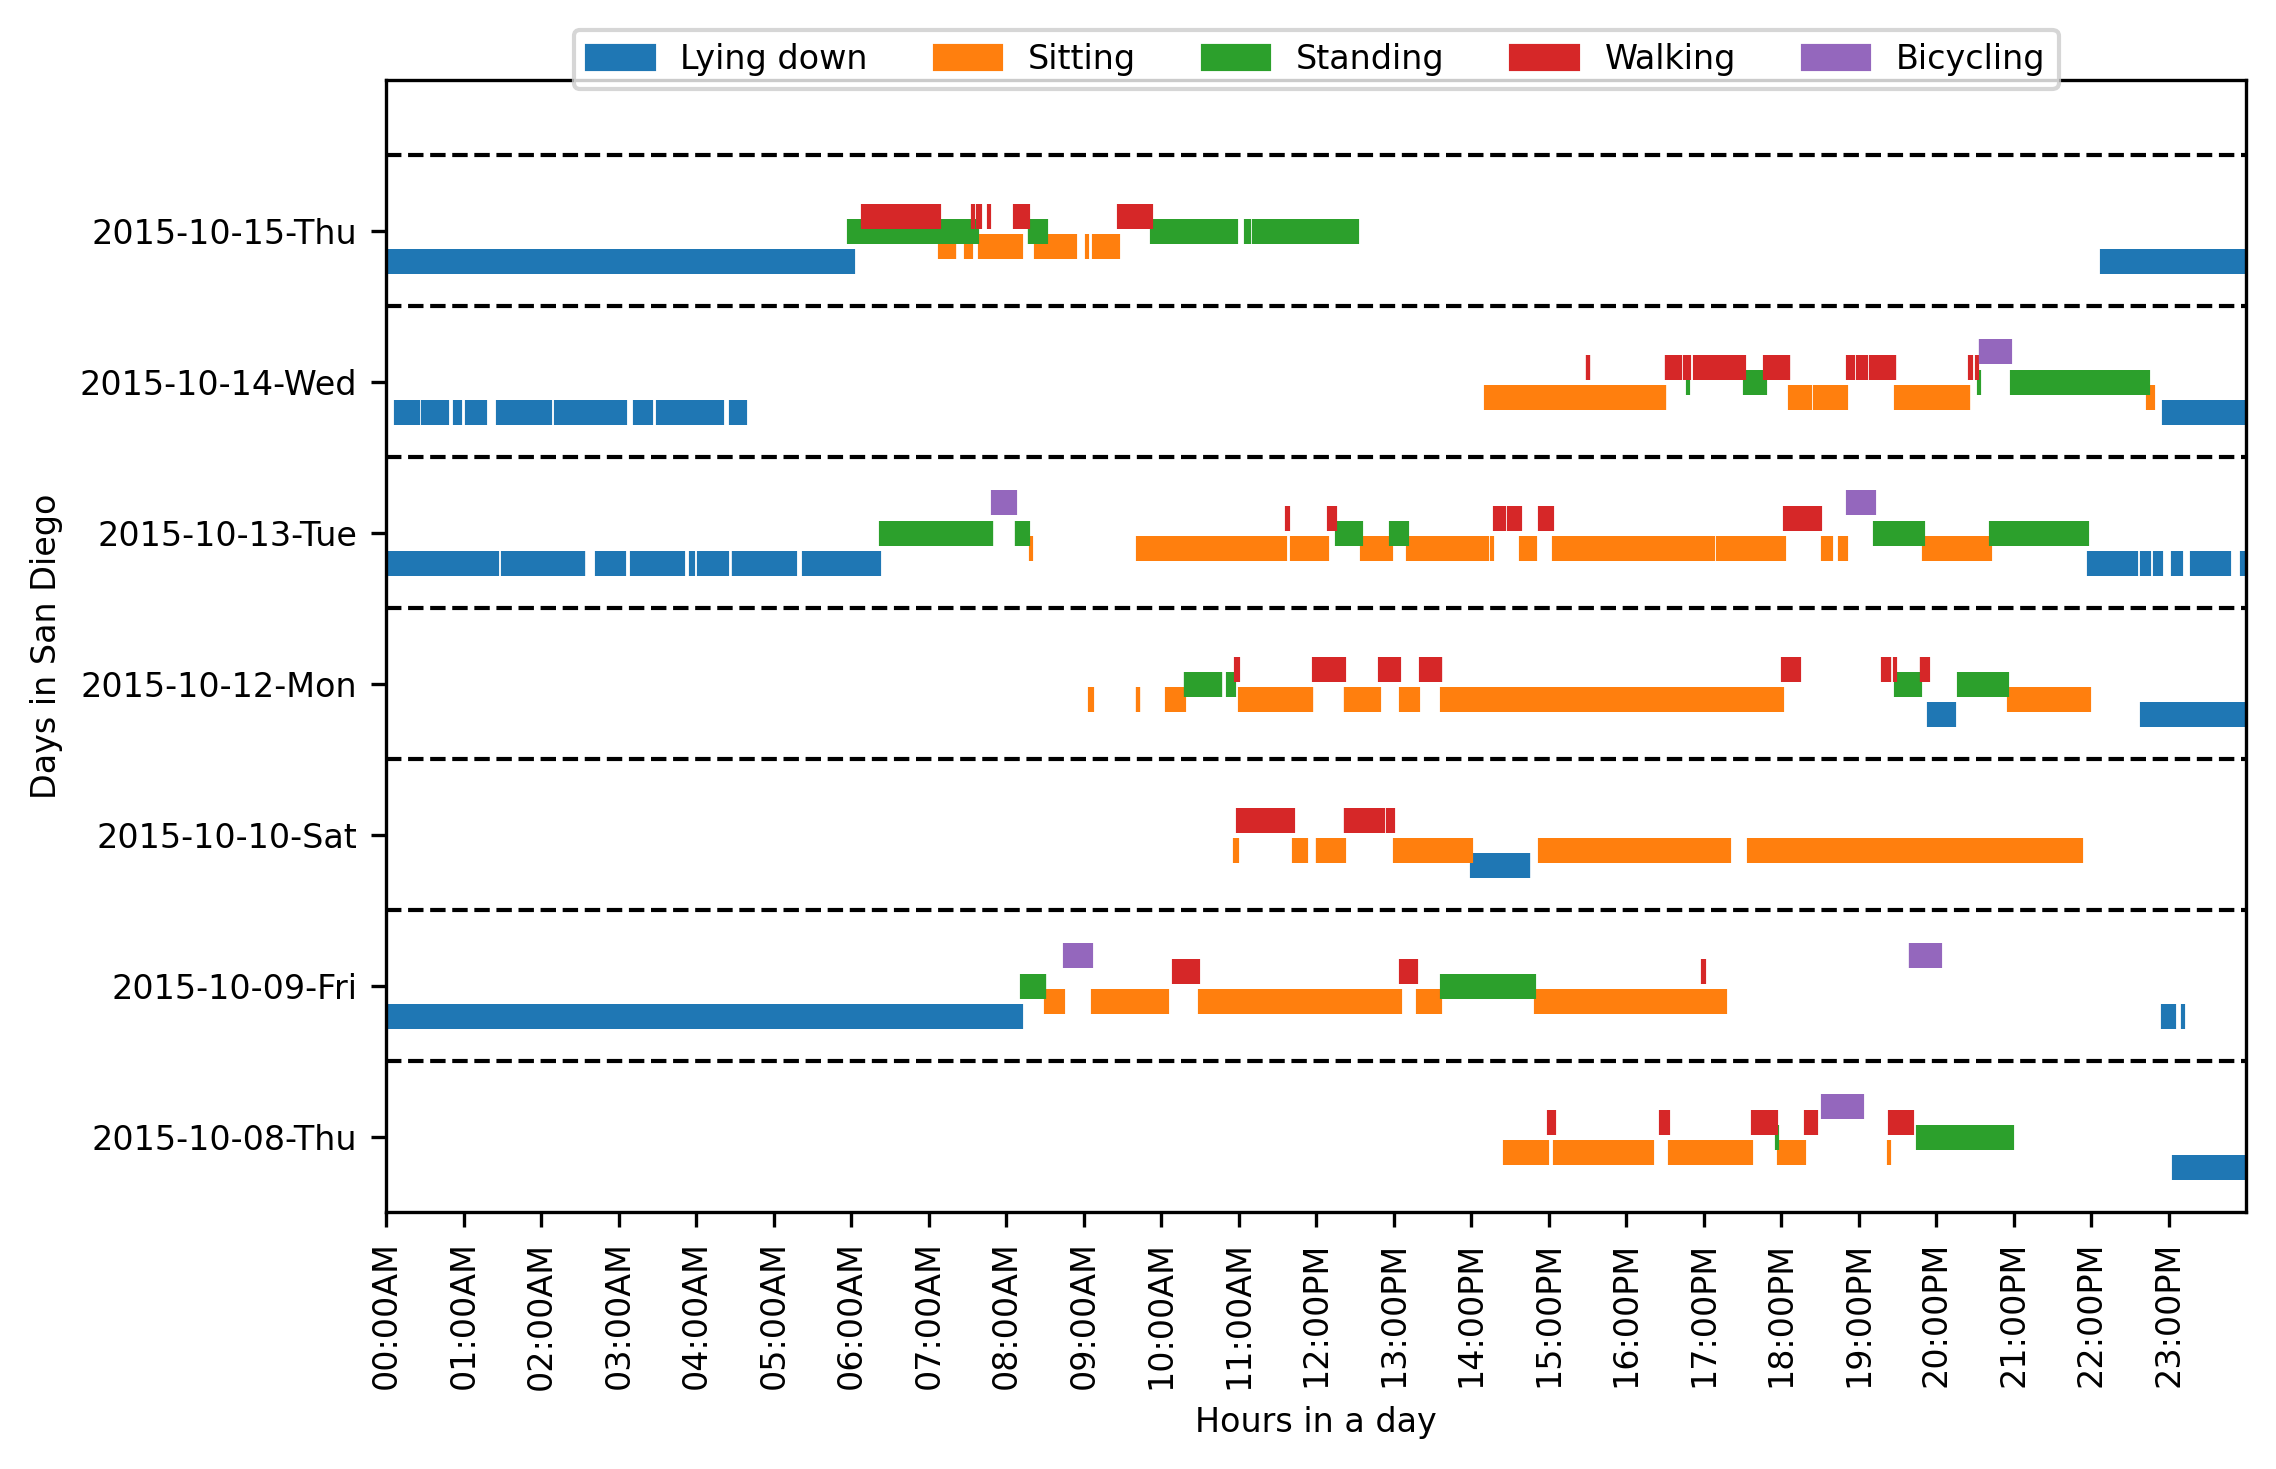 Lying down Sitting Standing Walking Bicycling
2015-10-15-Thu
2015-10-14-Wed
2015-10-13-Tue
2015-10-12-Mon
2015-10-10-Sat
2015-10-09-Fri
2015-10-08-Thu
Days in San Diego
00:00AM
01:00AM
02:00AM
03:00AM
04:00AM
05:00AM
06:00AM
07:00AM
08:00AM
09:00AM
10:00AM
11:00AM
12:00PM
13:00PM
14:00PM
15:00PM
16:00PM
17:00PM
18:00PM
19:00PM
20:00PM
21:00PM
22:00PM
23:00PM
Hours in a day